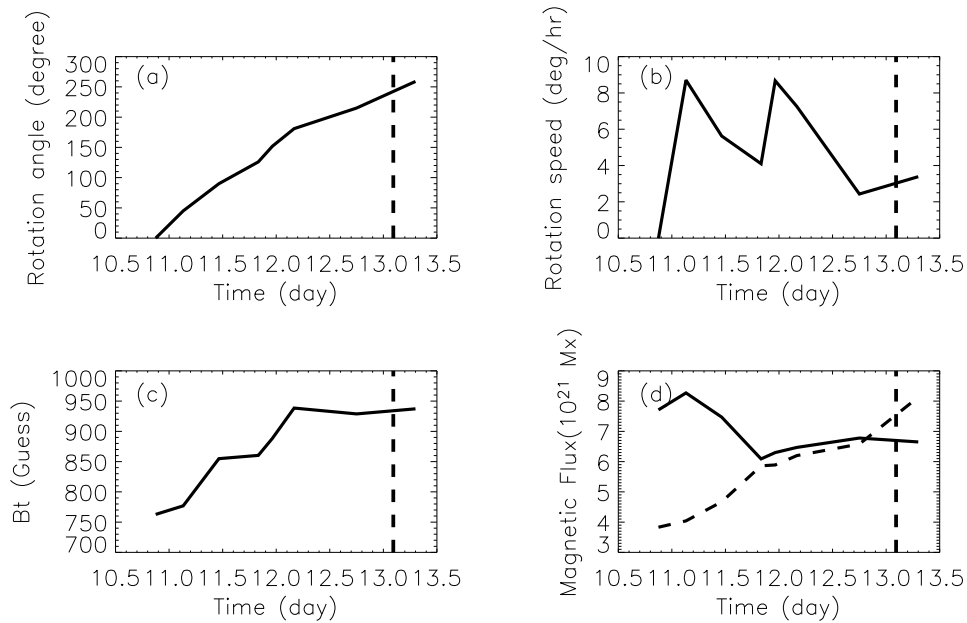 Rotation angle (degree)
300
250
200
150
100
50
0
(a)
10.5 11.0 11.5 12.0 12.5 13.0 13.5
Time (day)
Rotation speed (deg/hr)
10
8
6
4
2
0
(b)
10.5 11.0 11.5 12.0 12.5 13.0 13.5
Time (day)
Bt (Guess)
1000
950
900
850
800
750
700
(c)
10.5 11.0 11.5 12.0 12.5 13.0 13.5
Time (day)
Magnetic Flux(10²¹ Mx)
9
8
7
6
5
4
3
(d)
10.5 11.0 11.5 12.0 12.5 13.0 13.5
Time (day)